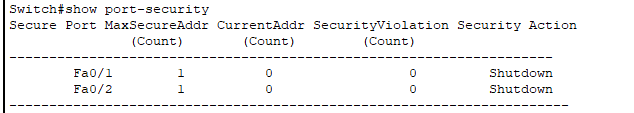 Switch#show port-security
Secure Port MaxSecureAddr CurrentAddr SecurityViolation Security Action
(Count) (Count) (Count)
--------------------------------------------------------------------
Fa0/1 1 0 0 Shutdown
Fa0/2 1 0 0 Shutdown
----------------------------------------------------------------------